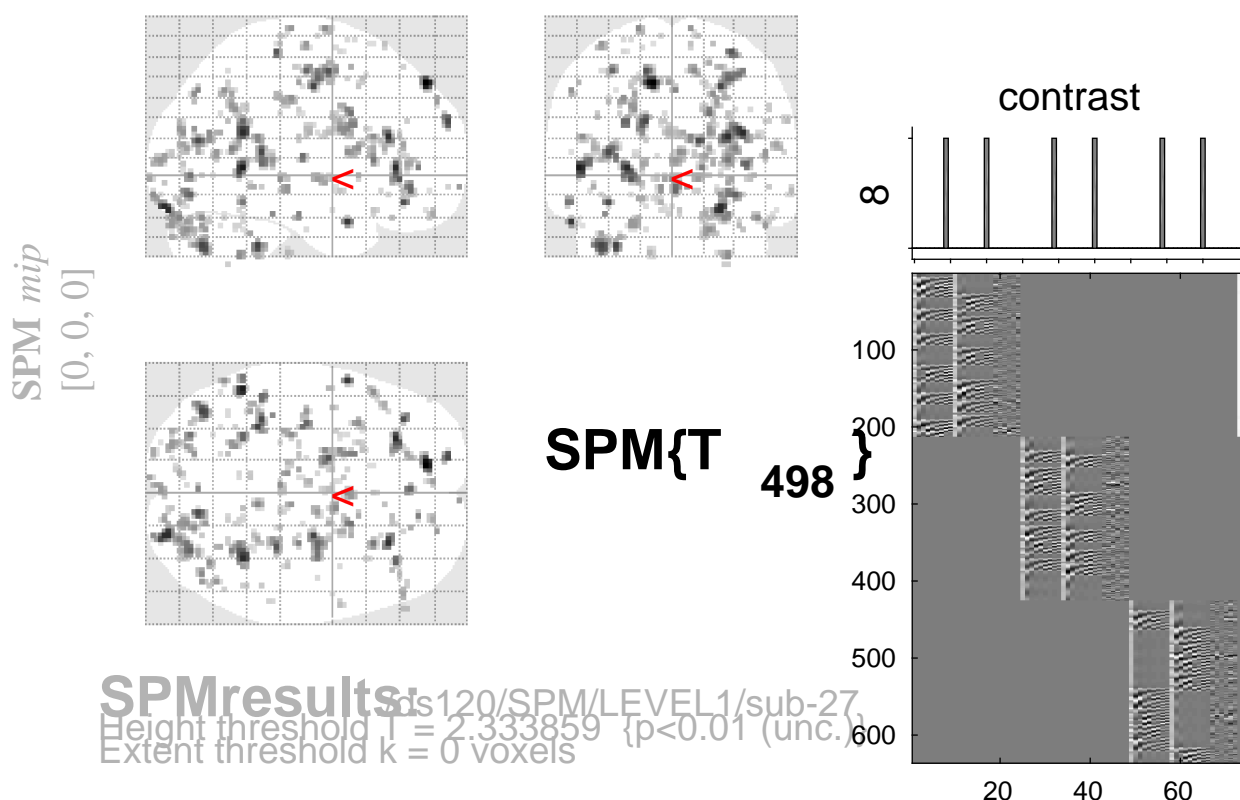 SPM mip
[0, 0, 0]
<
<
<
SPM{T498}
contrast
8
100
200
300
400
500
600
20
40
60
SPMresults: /ds120/SPM/LEVEL1/sub-27
Height threshold T = 2.333859 {p<0.01 (unc.)}
Extent threshold k = 0 voxels